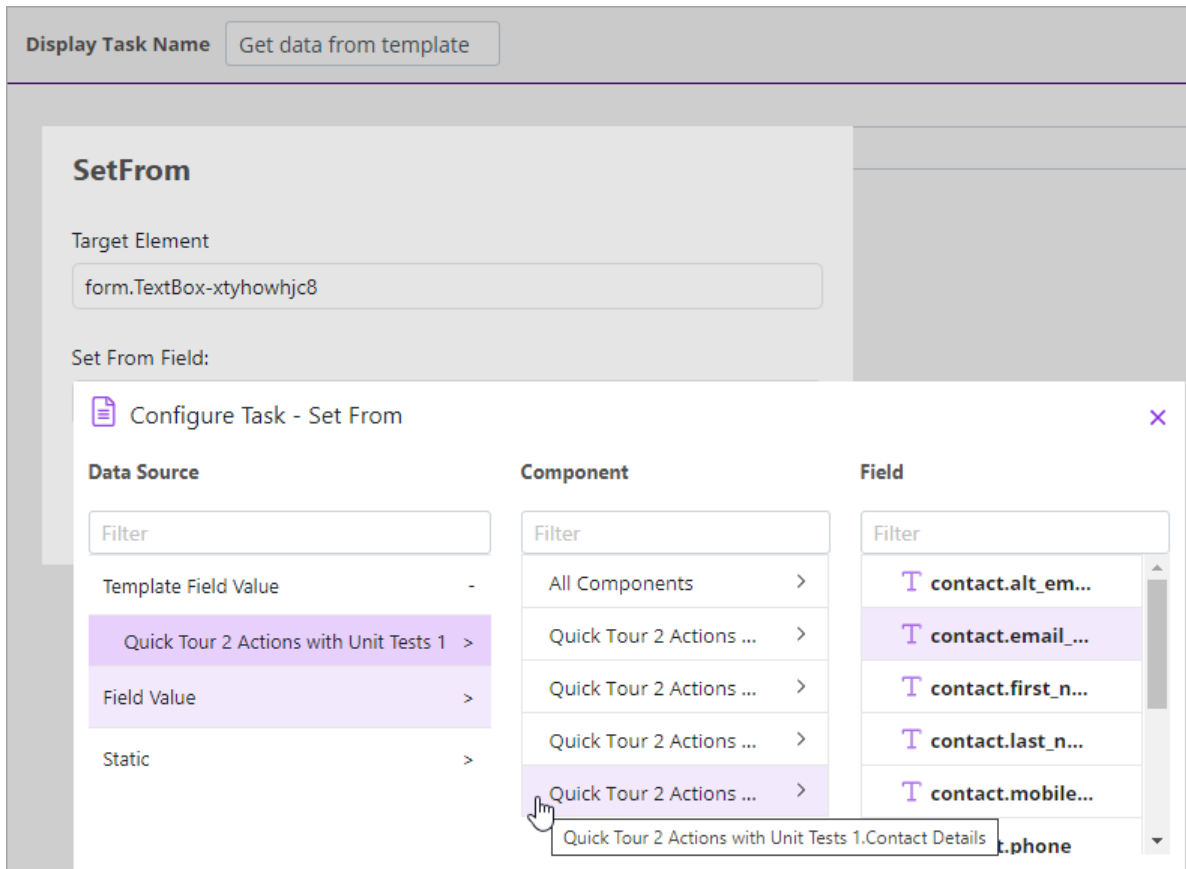 Display Task Name Get data from template
SetFrom
Target Element
form.TextBox-xtyhowhjc8
Set From Field:
Configure Task - Set From
Data Source
Filter
Template Field Value -
Quick Tour 2 Actions with Unit Tests 1 >
Field Value >
Static >
Component
Filter
All Components
Quick Tour 2 Actions ...
Quick Tour 2 Actions ...
Quick Tour 2 Actions ...
Quick Tour 2 Actions ...
Quick Tour 2 Actions with Unit Tests 1.Contact Details
Field
Filter
contact.alt_em...
contact.email_...
contact.first_n...
contact.last_n...
contact.mobile...
t.phone